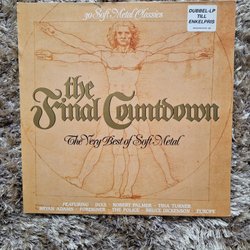 30 Soft Metal Classics
DUBBEL-LP
TILL
ENKELPRIS
the
Final Countdown
The Very Best of Soft Metal
FEATURING INXS ROBERT PALMER · TINA TURNER
BRYAN ADAMS · FOREIGNER · THE POLICE · BRUCE DICKINSON · EUROPE